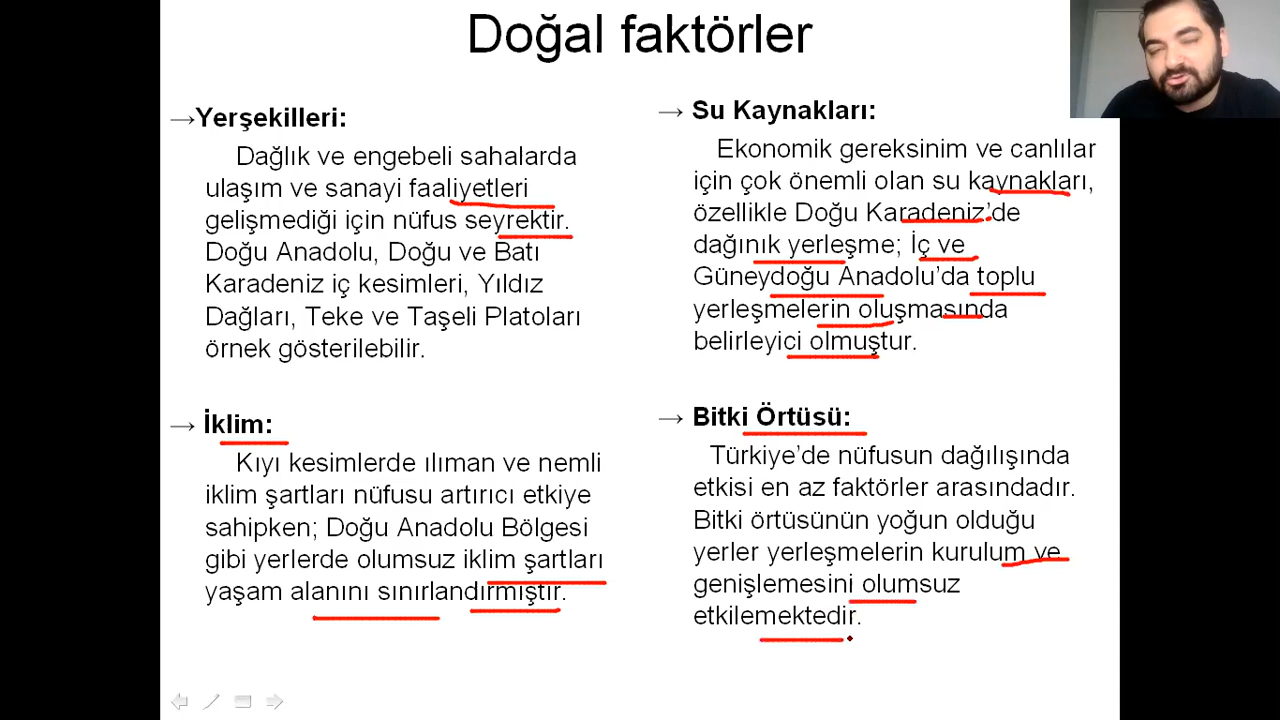 Doğal faktörler
→Yerşekilleri:
Dağlık ve engebeli sahalarda
ulaşım ve sanayi faaliyetleri
gelişmediği için nüfus seyrektir.
Doğu Anadolu, Doğu ve Batı
Karadeniz iç kesimleri, Yıldız
Dağları, Teke ve Taşeli Platoları
örnek gösterilebilir.
→ İklim:
Kıyı kesimlerde ılıman ve nemli
iklim şartları nüfusu artırıcı etkiye
sahipken; Doğu Anadolu Bölgesi
gibi yerlerde olumsuz iklim şartları
yaşam alanını sınırlandırmıştır.
→ Su Kaynakları:
Ekonomik gereksinim ve canlılar
için çok önemli olan su kaynakları,
özellikle Doğu Karadeniz’de
dağınık yerleşme; İç ve
Güneydoğu Anadolu’da toplu
yerleşmelerin oluşmasında
belirleyici olmuştur.
→ Bitki Örtüsü:
Türkiye’de nüfusun dağılışında
etkisi en az faktörler arasındadır.
Bitki örtüsünün yoğun olduğu
yerler yerleşmelerin kurulum ve
genişlemesini olumsuz
etkilemektedir.